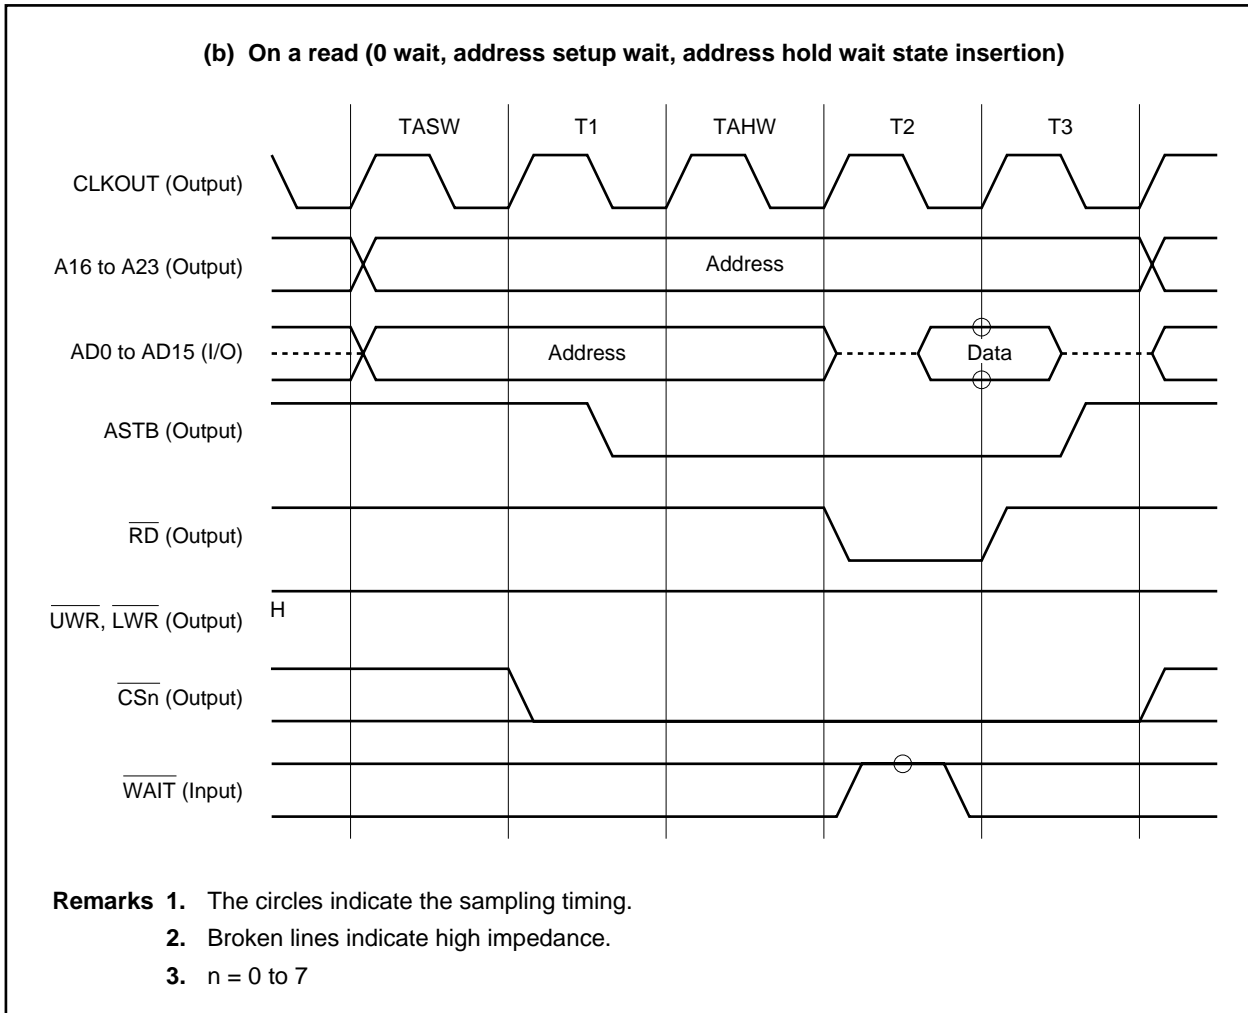 (b) On a read (0 wait, address setup wait, address hold wait state insertion)
TASW T1 TAHW T2 T3
CLKOUT (Output)
A16 to A23 (Output) Address
AD0 to AD15 (I/O) Address Data
ASTB (Output)
RD (Output)
UWR, LWR (Output) H
CSn (Output)
WAIT (Input)
Remarks 1. The circles indicate the sampling timing.
2. Broken lines indicate high impedance.
3. n = 0 to 7